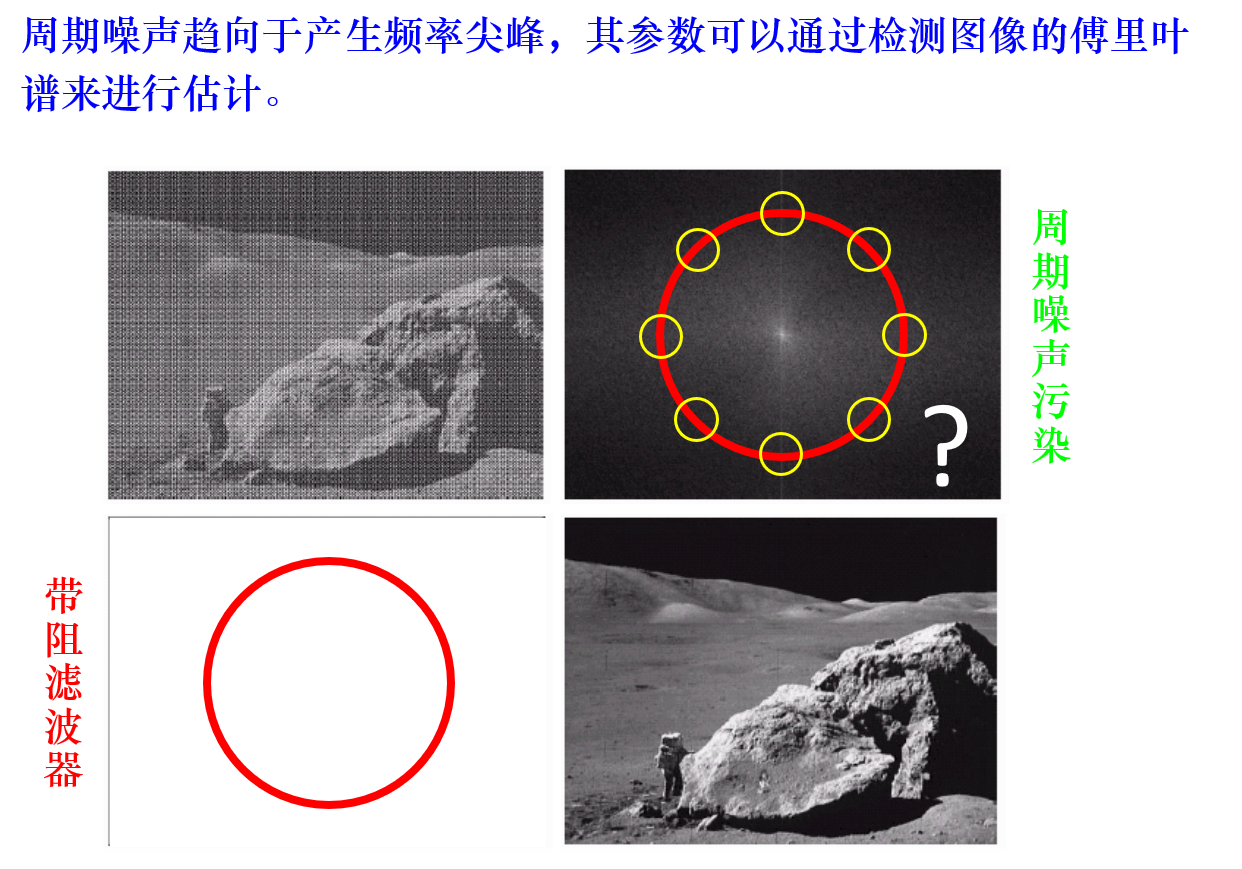 周期噪声趋向于产生频率尖峰，其参数可以通过检测图像的傅里叶
谱来进行估计。
周期噪声污染
?
带阻滤波器